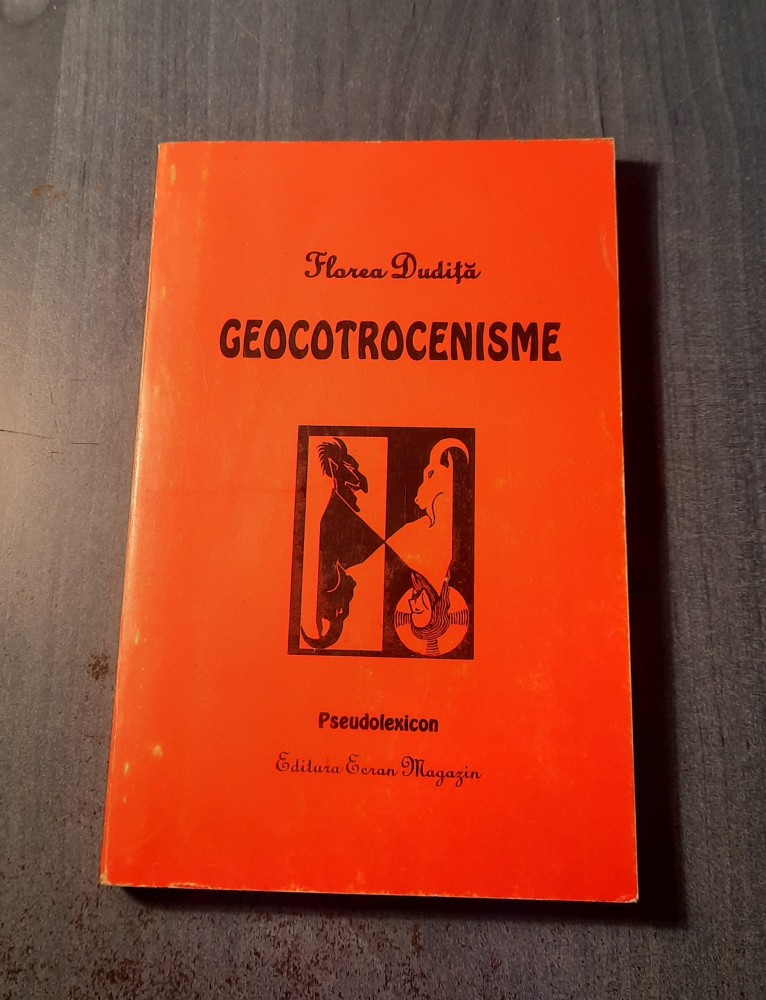 Florea Dudiță
GEOCOTROCENISME
Pseudolexicon
Editura Ecran Magazin